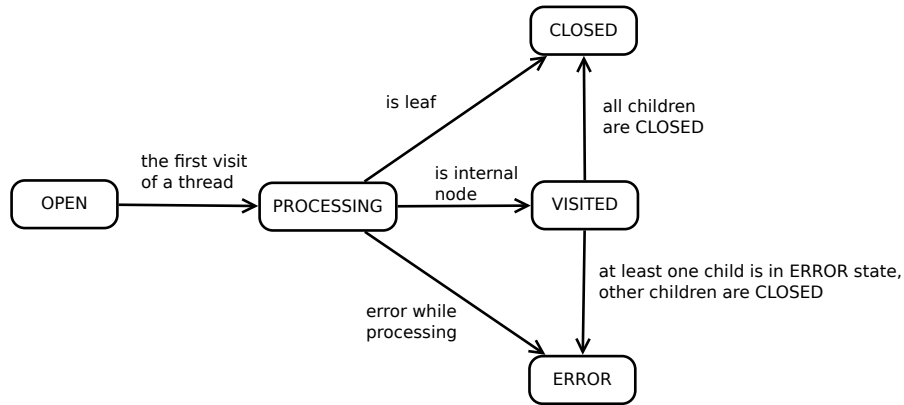 CLOSED
is leaf
all children
are CLOSED
the first visit
of a thread
is internal
node
OPEN
PROCESSING
VISITED
at least one child is in ERROR state,
other children are CLOSED
error while
processing
ERROR